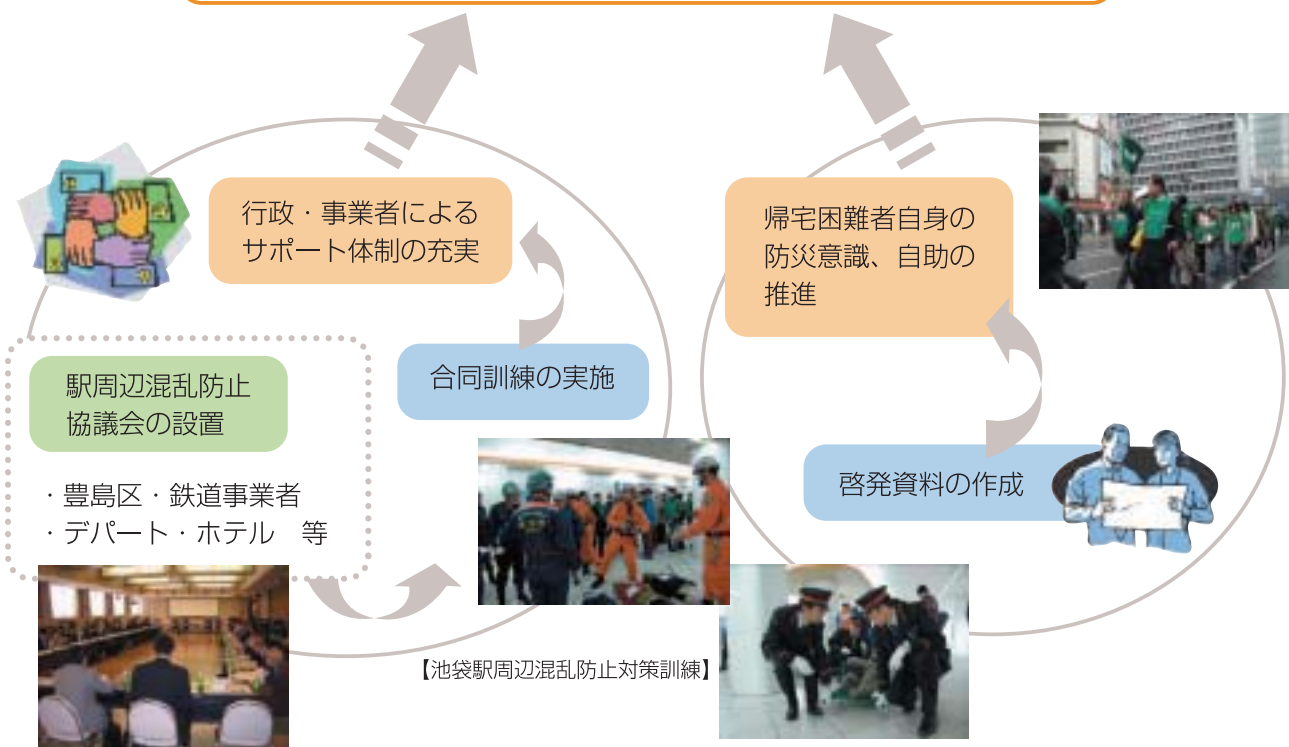 行政・事業者による
サポート体制の充実
帰宅困難者自身の
防災意識、自助の
推進
駅周辺混乱防止
協議会の設置
合同訓練の実施
・豊島区・鉄道事業者
・デパート・ホテル　等
啓発資料の作成
【池袋駅周辺混乱防止対策訓練】